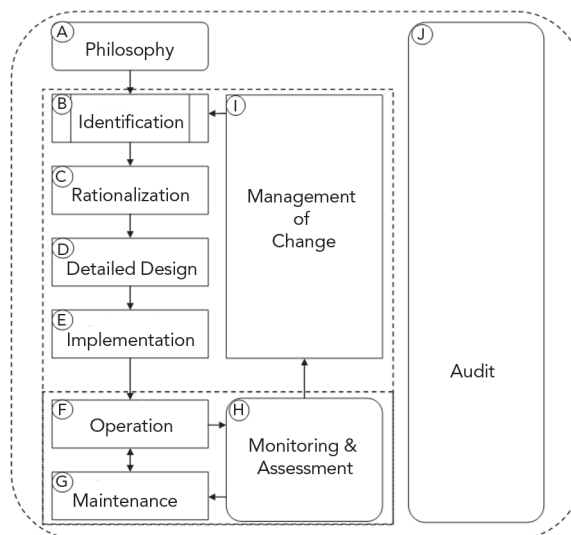 A
Philosophy
B
Identification
C
Rationalization
D
Detailed Design
E
Implementation
F
Operation
G
Maintenance
I
Management
of
Change
H
Monitoring &
Assessment
J
Audit